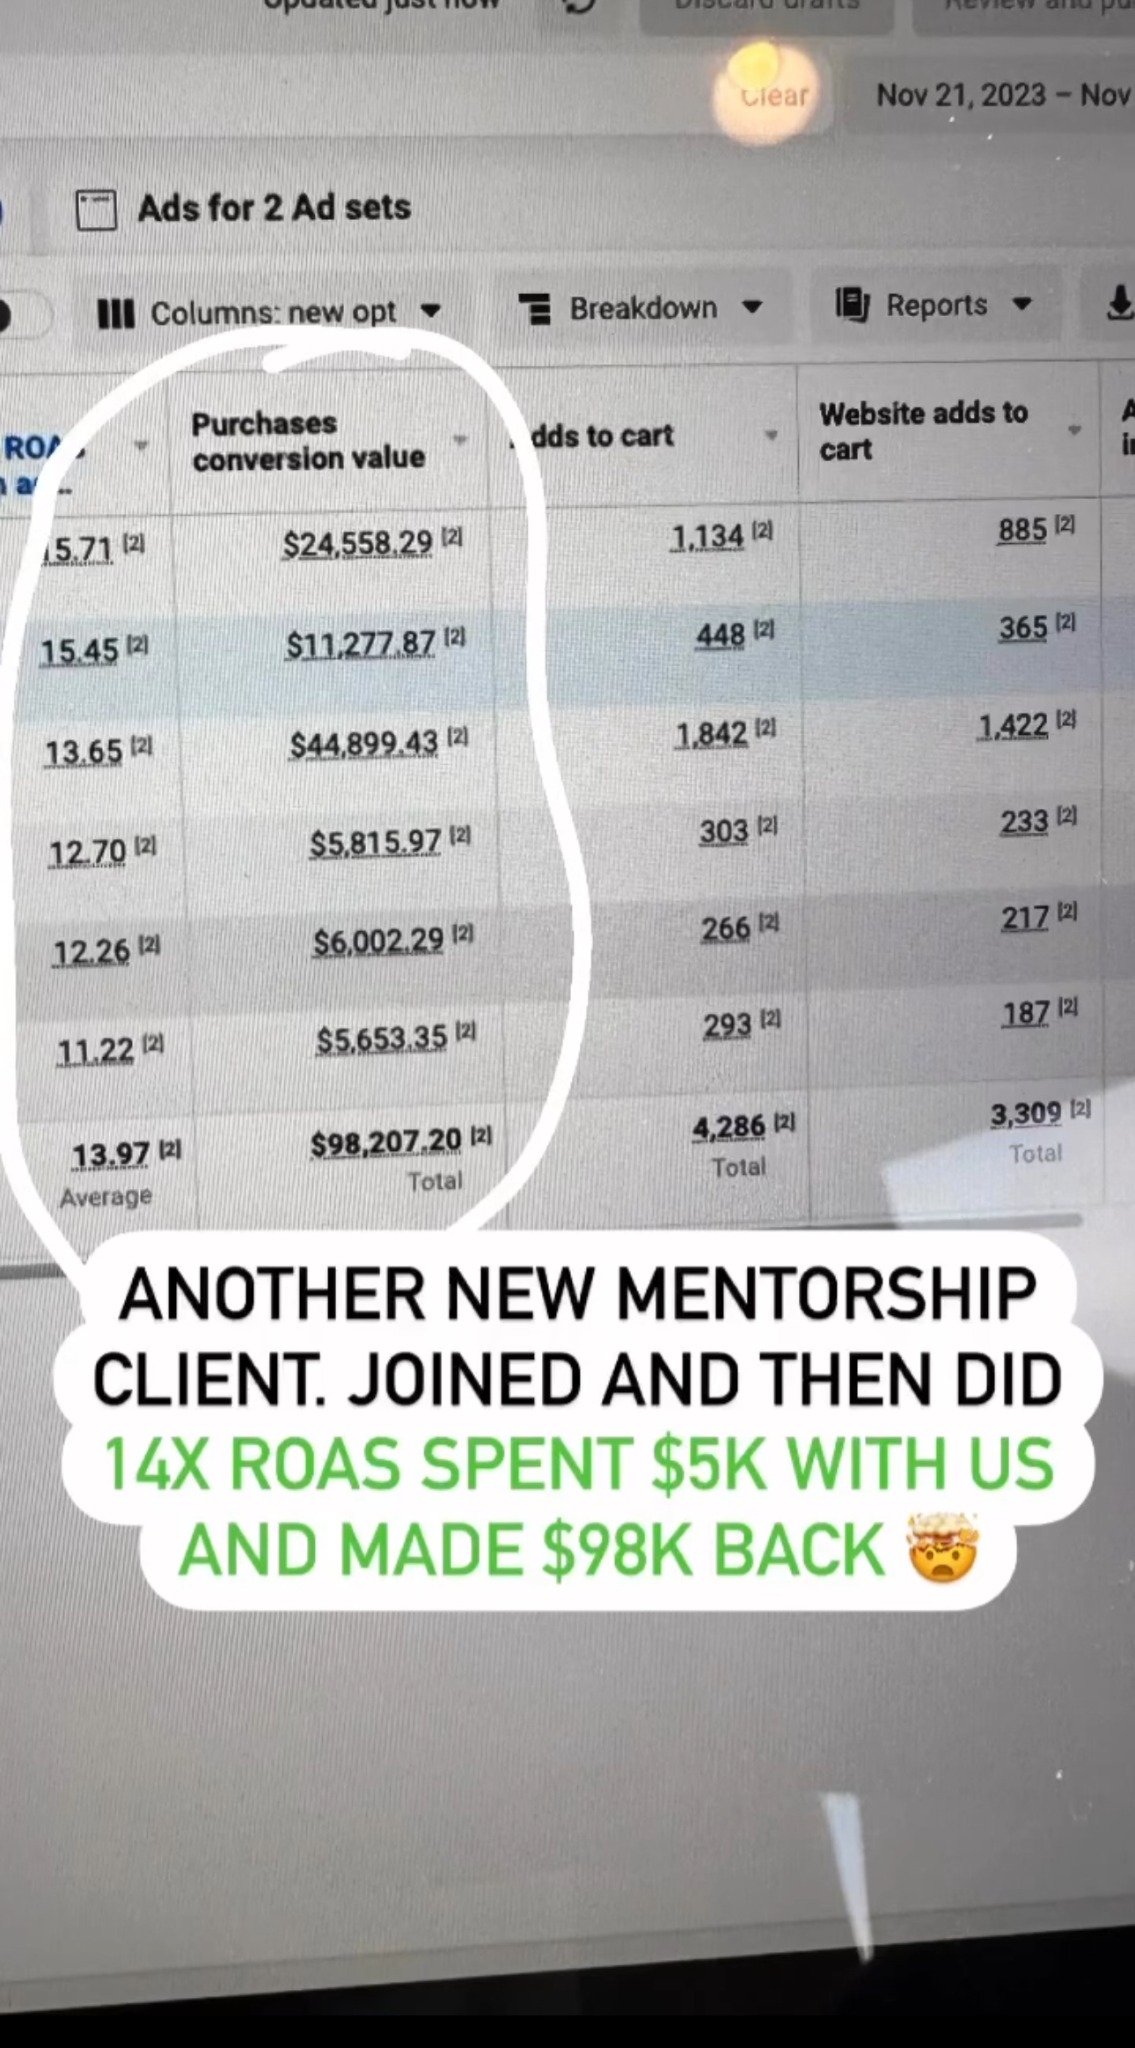 Updated just now
Discard drafts
Review and pu
Clear
Nov 21, 2023 – Nov
Ads for 2 Ad sets
Columns: new opt
Breakdown
Reports
ROAS
Purchases
conversion value
dds to cart
Website adds to
cart
5.71 [2] $24,558.29 [2] 1,134 [2] 885 [2]
15.45 [2] $11,277.87 [2] 448 [2] 365 [2]
13.65 [2] $44,899.43 [2] 1,842 [2] 1,422 [2]
12.70 [2] $5,815.97 [2] 303 [2] 233 [2]
12.26 [2] $6,002.29 [2] 266 [2] 217 [2]
11.22 [2] $5,653.35 [2] 293 [2] 187 [2]
13.97 [2] $98,207.20 [2] 4,286 [2] 3,309 [2]
Average Total Total Total
ANOTHER NEW MENTORSHIP
CLIENT. JOINED AND THEN DID
14X ROAS SPENT $5K WITH US
AND MADE $98K BACK 🤯